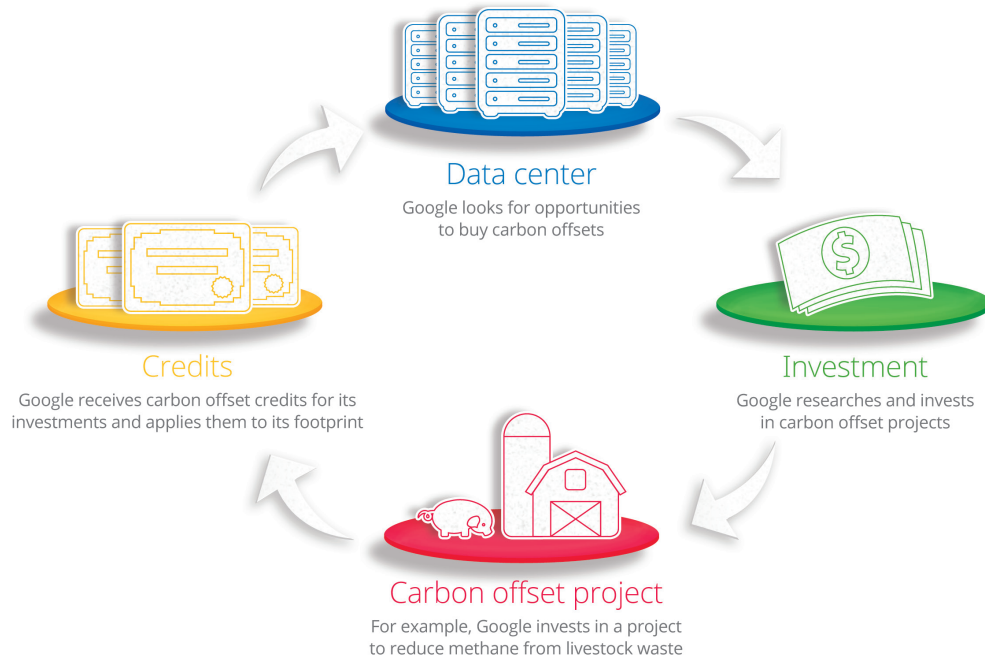 Data center
Google looks for opportunities
to buy carbon offsets
$
Investment
Google researches and invests
in carbon offset projects
Carbon offset project
For example, Google invests in a project
to reduce methane from livestock waste
Credits
Google receives carbon offset credits for its
investments and applies them to its footprint